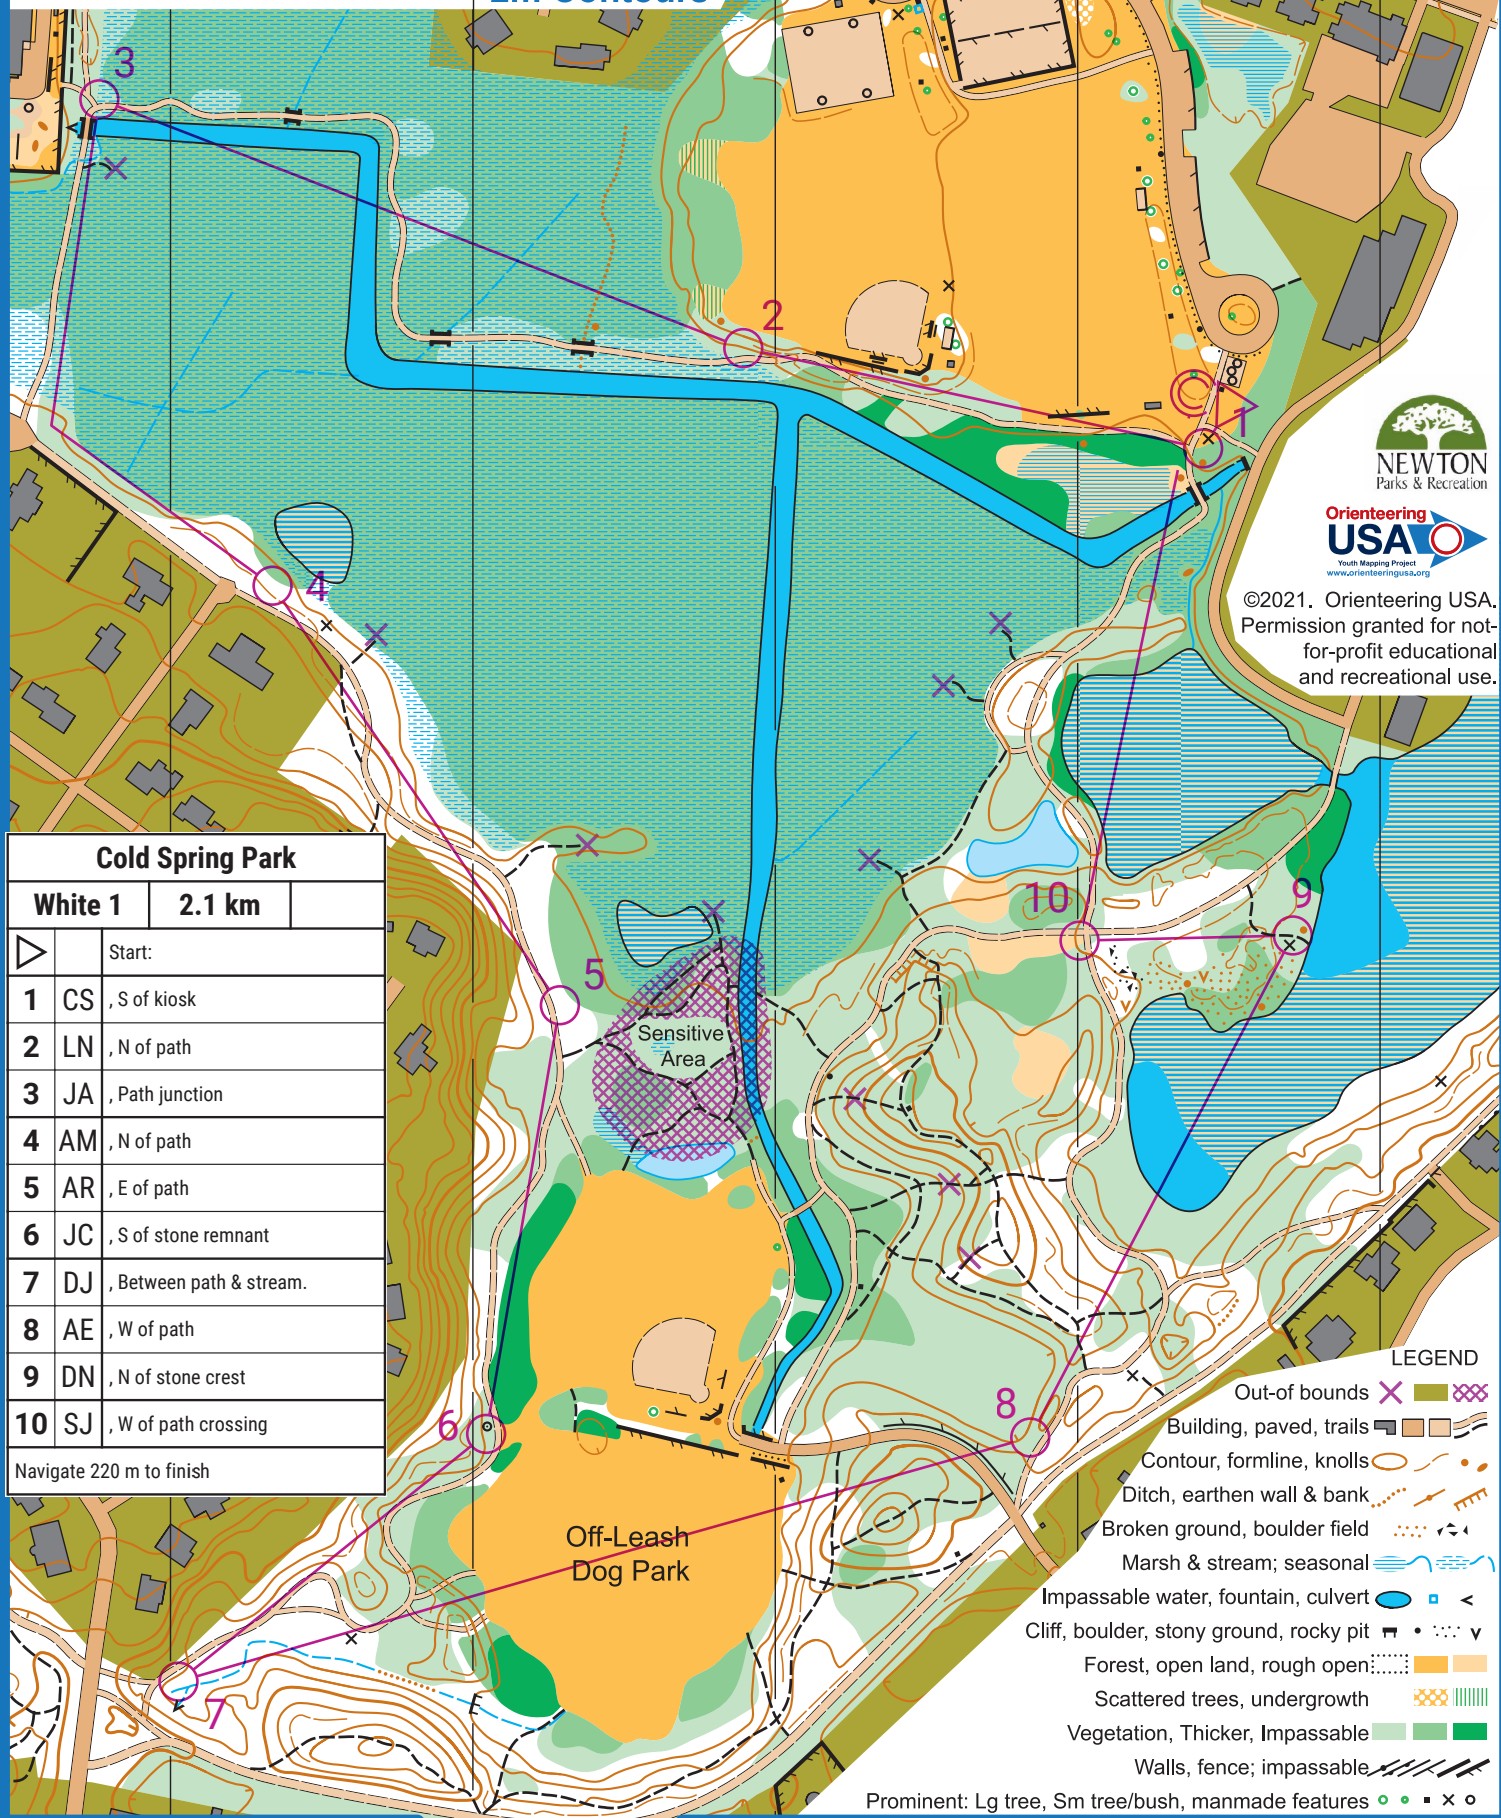 2m Contours
3
2
1
NEWTON
Parks & Recreation
Orienteering
USA
Youth Mapping Project
www.orienteeringusa.org
©2021. Orienteering USA.
Permission granted for not-
for-profit educational
and recreational use.
4
Cold Spring Park
White 1 2.1 km
Start:
1 CS , S of kiosk
2 LN , N of path
3 JA , Path junction
4 AM , N of path
5 AR , E of path
6 JC , S of stone remnant
7 DJ , Between path & stream.
8 AE , W of path
9 DN , N of stone crest
10 SJ , W of path crossing
Navigate 220 m to finish
10
9
5
Sensitive
Area
6
8
Off-Leash
Dog Park
7
LEGEND
Out-of bounds
Building, paved, trails
Contour, formline, knolls
Ditch, earthen wall & bank
Broken ground, boulder field
Marsh & stream; seasonal
Impassable water, fountain, culvert
Cliff, boulder, stony ground, rocky pit
Forest, open land, rough open
Scattered trees, undergrowth
Vegetation, Thicker, Impassable
Walls, fence; impassable
Prominent: Lg tree, Sm tree/bush, manmade features